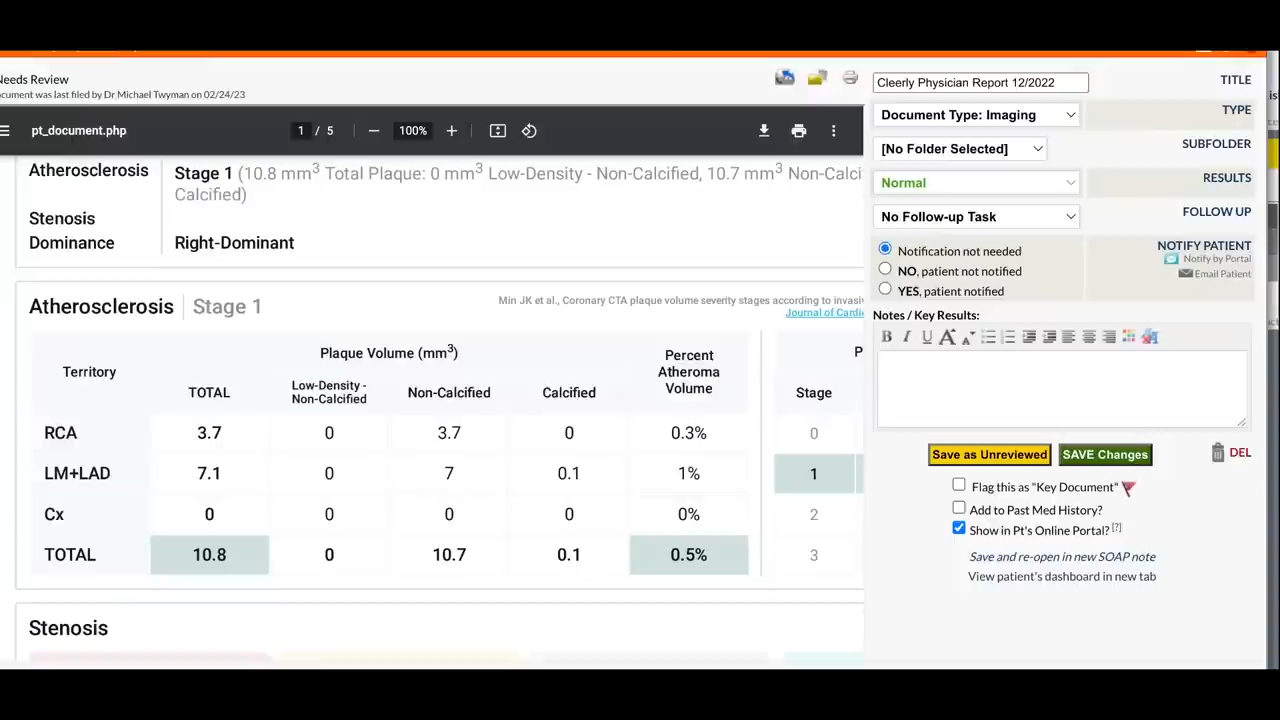 Needs Review
cument was last filed by Dr Michael Twyman on 02/24/23
pt_document.php
1 / 5
100%
Atherosclerosis
Stage 1 (10.8 mm³ Total Plaque: 0 mm³ Low-Density - Non-Calcified, 10.7 mm³ Non-Calci
Calcified)
Stenosis
Dominance
Right-Dominant
Atherosclerosis
Stage 1
Min JK et al., Coronary CTA plaque volume severity stages according to invasi
Journal of Cardi
Territory
Plaque Volume (mm³)
Percent
Atheroma
Volume
P
TOTAL
Low-Density -
Non-Calcified
Non-Calcified
Calcified
Stage
RCA 3.7 0 3.7 0 0.3% 0
LM+LAD 7.1 0 7 0.1 1% 1
Cx 0 0 0 0 0% 2
TOTAL 10.8 0 10.7 0.1 0.5% 3
Stenosis
Cleerly Physician Report 12/2022
TITLE
Document Type: Imaging
TYPE
[No Folder Selected]
SUBFOLDER
Normal
RESULTS
No Follow-up Task
FOLLOW UP
Notification not needed
NO, patient not notified
YES, patient notified
NOTIFY PATIENT
Notify by Portal
Email Patient
Notes / Key Results:
B I U A A
Save as Unreviewed
SAVE Changes
DEL
Flag this as "Key Document"
Add to Past Med History?
Show in Pt's Online Portal? [?]
Save and re-open in new SOAP note
View patient's dashboard in new tab
is